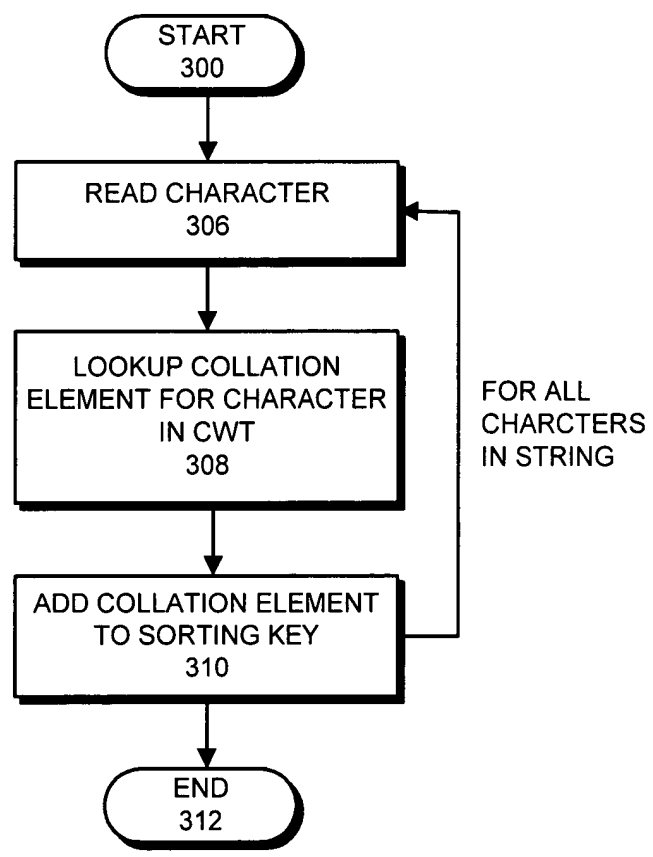 START
300
READ CHARACTER
306
LOOKUP COLLATION
ELEMENT FOR CHARACTER
IN CWT
308
FOR ALL
CHARCTERS
IN STRING
ADD COLLATION ELEMENT
TO SORTING KEY
310
END
312